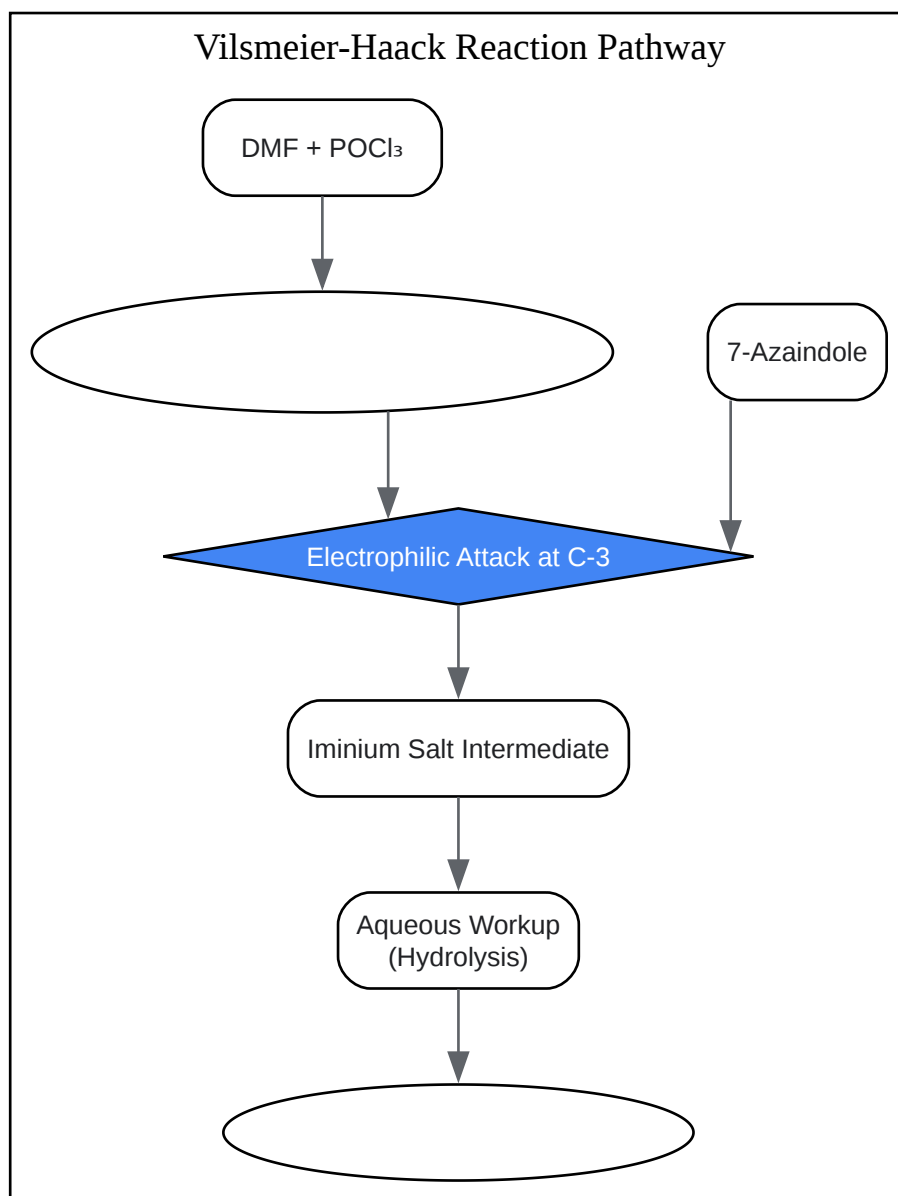 Vilsmeier-Haack Reaction Pathway
DMF + POCl₃
7-Azaindole
Electrophilic Attack at C-3
Iminium Salt Intermediate
Aqueous Workup
(Hydrolysis)